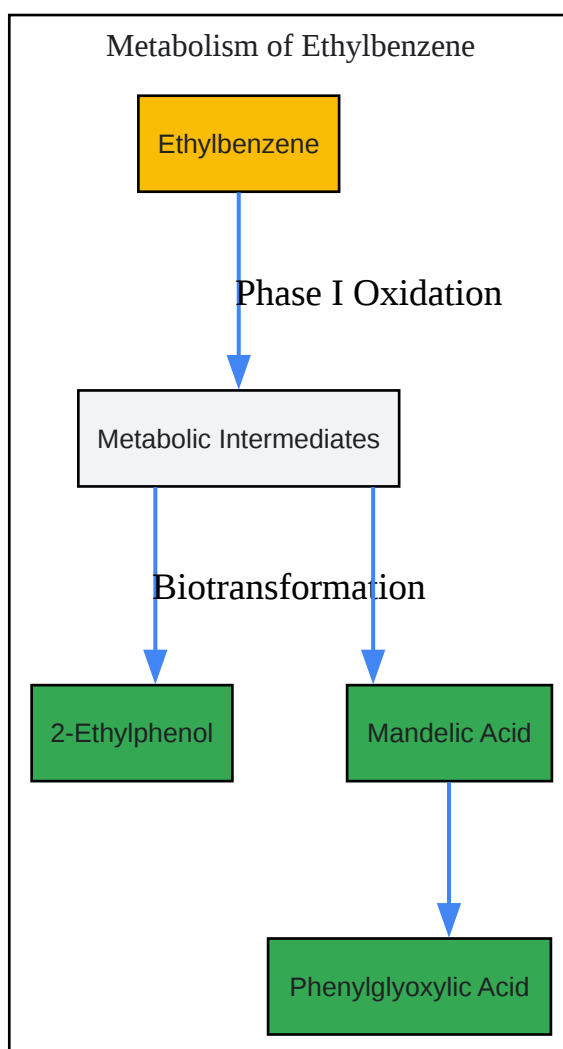 Metabolism of Ethylbenzene
Ethylbenzene
Phase I Oxidation
Metabolic Intermediates
Biotransformation
2-Ethylphenol
Mandelic Acid
Phenylglyoxylic Acid